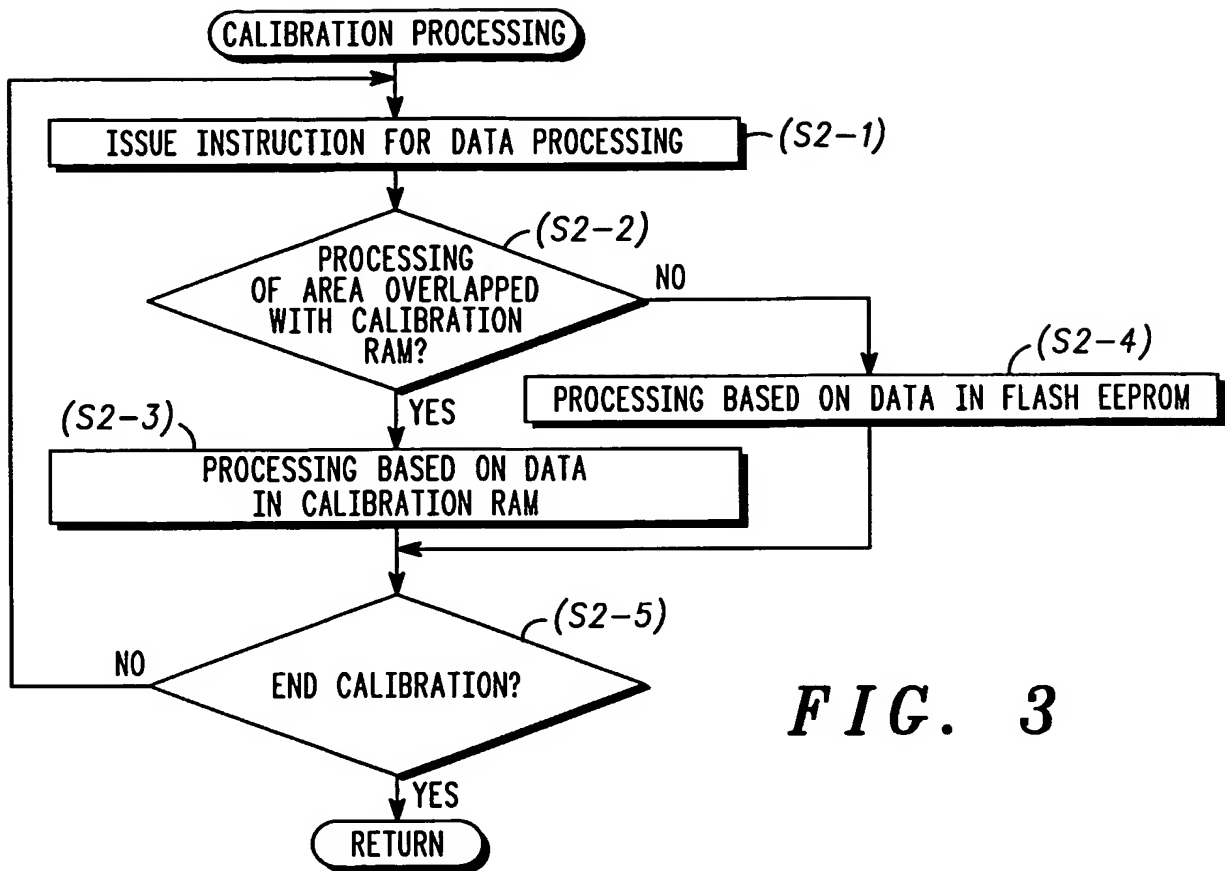 CALIBRATION PROCESSING
ISSUE INSTRUCTION FOR DATA PROCESSING
(S2-1)
(S2-2)
PROCESSING
OF AREA OVERLAPPED
WITH CALIBRATION
RAM?
NO
(S2-4)
PROCESSING BASED ON DATA IN FLASH EEPROM
YES
(S2-3)
PROCESSING BASED ON DATA
IN CALIBRATION RAM
(S2-5)
NO
END CALIBRATION?
YES
RETURN
FIG. 3